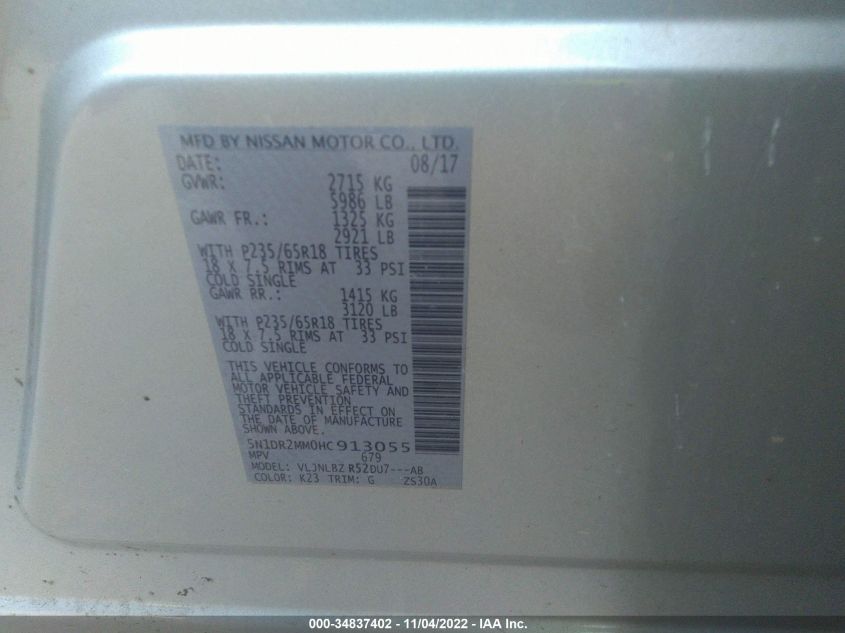 MFD BY NISSAN MOTOR CO., LTD.
DATE: 08/17
GVWR: 2715 KG
5986 LB
GAWR FR.: 1325 KG
2921 LB
WITH P235/65R18 TIRES
18 X 7.5 RIMS AT 33 PSI
COLD SINGLE
GAWR RR.: 1415 KG
3120 LB
WITH P235/65R18 TIRES
18 X 7.5 RIMS AT 33 PSI
COLD SINGLE
THIS VEHICLE CONFORMS TO
ALL APPLICABLE FEDERAL
MOTOR VEHICLE SAFETY AND
THEFT PREVENTION
STANDARDS IN EFFECT ON
THE DATE OF MANUFACTURE
SHOWN ABOVE.
5N1DR2MM0HC913055
MPV 679
MODEL: VLJNLBZ R52DU7---AB
COLOR: K23 TRIM: G ZS30A
000-34837402 - 11/04/2022 - IAA Inc.